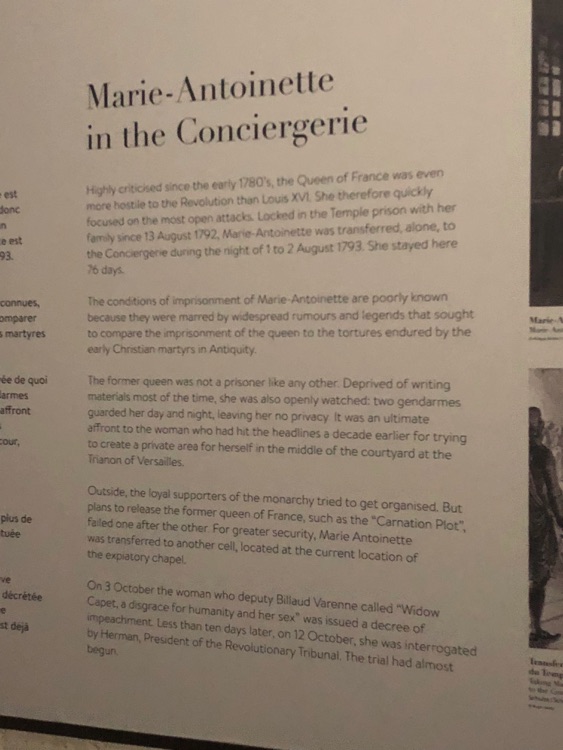 Marie-Antoinette
in the Conciergerie
Highly criticised since the early 1780's, the Queen of France was even
more hostile to the Revolution than Louis XVI. She therefore quickly
focused on the most open attacks. Locked in the Temple prison with her
family since 13 August 1792, Marie-Antoinette was transferred, alone, to
the Conciergerie during the night of 1 to 2 August 1793. She stayed here
76 days.
The conditions of imprisonment of Marie-Antoinette are poorly known
because they were marred by widespread rumours and legends that sought
to compare the imprisonment of the queen to the tortures endured by the
early Christian martyrs in Antiquity.
The former queen was not a prisoner like any other. Deprived of writing
materials most of the time, she was also openly watched: two gendarmes
guarded her day and night, leaving her no privacy. It was an ultimate
affront to the woman who had hit the headlines a decade earlier for trying
to create a private area for herself in the middle of the courtyard at the
Trianon of Versailles.
Outside, the loyal supporters of the monarchy tried to get organised. But
plans to release the former queen of France, such as the "Carnation Plot",
failed one after the other. For greater security, Marie Antoinette
was transferred to another cell, located at the current location of
the expiatory chapel.
On 3 October the woman who deputy Billaud Varenne called "Widow
Capet, a disgrace for humanity and her sex" was issued a decree of
impeachment. Less than ten days later, on 12 October, she was interrogated
by Herman, President of the Revolutionary Tribunal. The trial had almost
begun.
est
donc
n
e est
93.
connues,
omparer
s martyres
ée de quoi
darmes
affront
cour,
plus de
tuée
ve
décrétée
e
st dejà